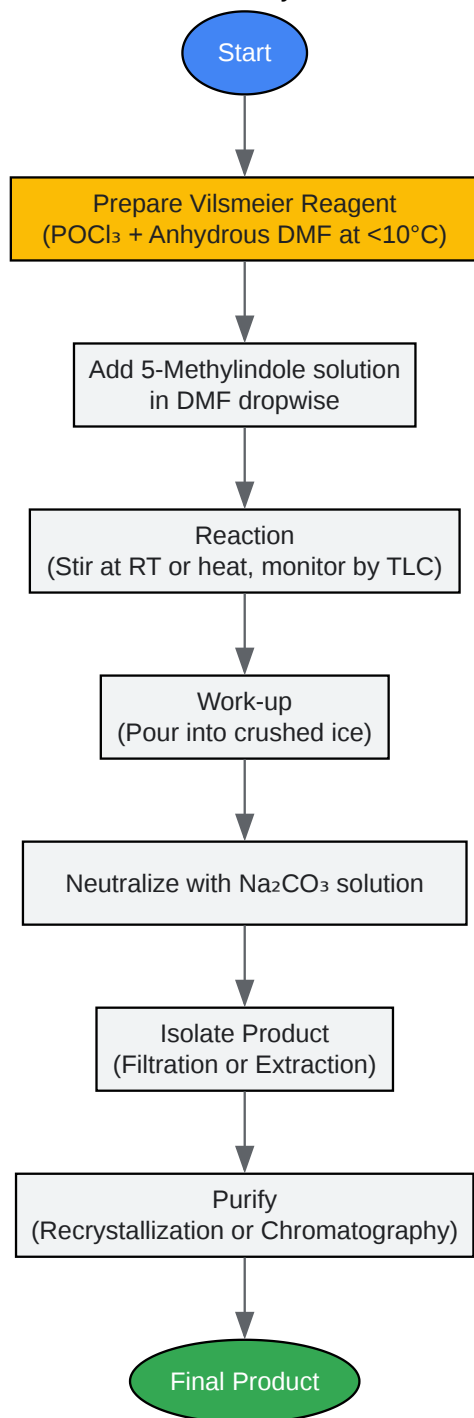 Start
Prepare Vilsmeier Reagent
(POCl₃ + Anhydrous DMF at <10°C)
Add 5-Methylindole solution
in DMF dropwise
Reaction
(Stir at RT or heat, monitor by TLC)
Work-up
(Pour into crushed ice)
Neutralize with Na₂CO₃ solution
Isolate Product
(Filtration or Extraction)
Purify
(Recrystallization or Chromatography)
Final Product